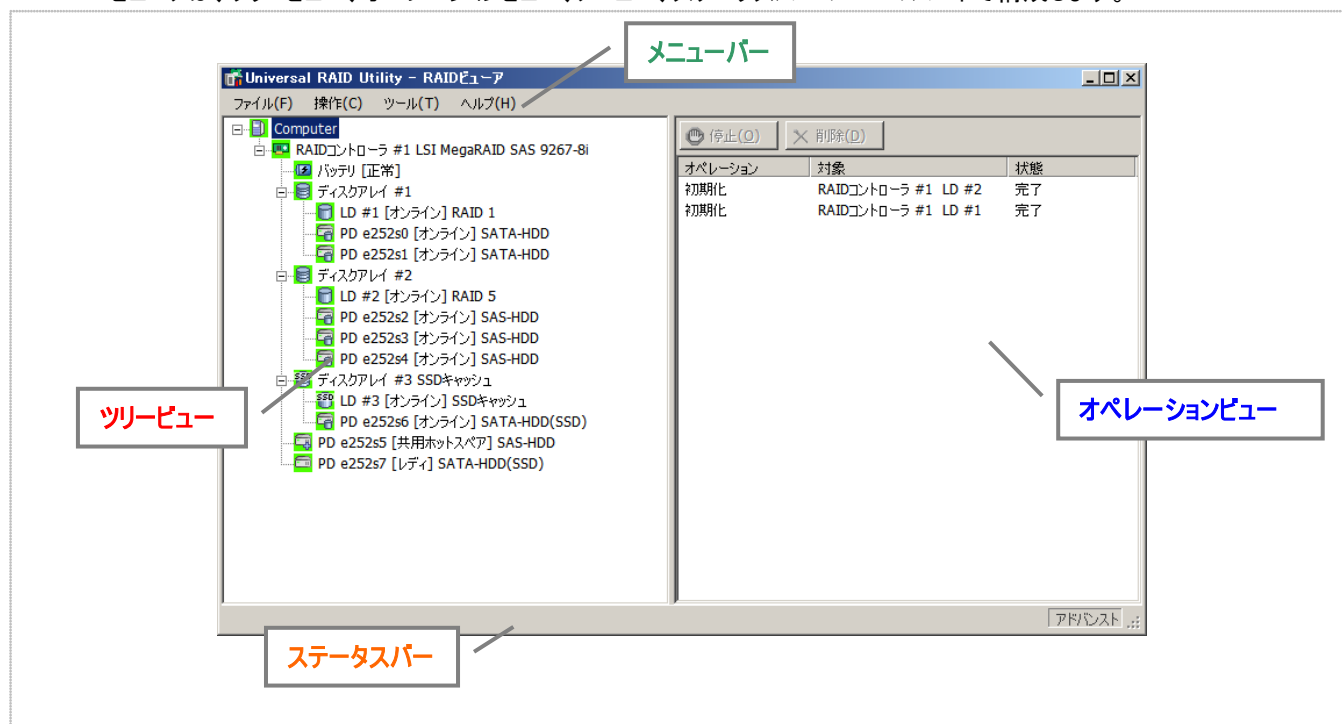 メニューバー
Universal RAID Utility - RAIDビューア
ファイル(F) 操作(C) ツール(T) ヘルプ(H)
Computer
RAIDコントローラ #1 LSI MegaRAID SAS 9267-8i
バッテリ [正常]
ディスクアレイ #1
LD #1 [オンライン] RAID 1
PD e252s0 [オンライン] SATA-HDD
PD e252s1 [オンライン] SATA-HDD
ディスクアレイ #2
LD #2 [オンライン] RAID 5
PD e252s2 [オンライン] SAS-HDD
PD e252s3 [オンライン] SAS-HDD
PD e252s4 [オンライン] SAS-HDD
ディスクアレイ #3 SSDキャッシュ
LD #3 [オンライン] SSDキャッシュ
PD e252s6 [オンライン] SATA-HDD(SSD)
PD e252s5 [共用ホットスペア] SAS-HDD
PD e252s7 [レディ] SATA-HDD(SSD)
停止(O) 削除(D)
オペレーション 対象 状態
初期化 RAIDコントローラ #1 LD #2 完了
初期化 RAIDコントローラ #1 LD #1 完了
ツリービュー
オペレーションビュー
アドバンスト
ステータスバー